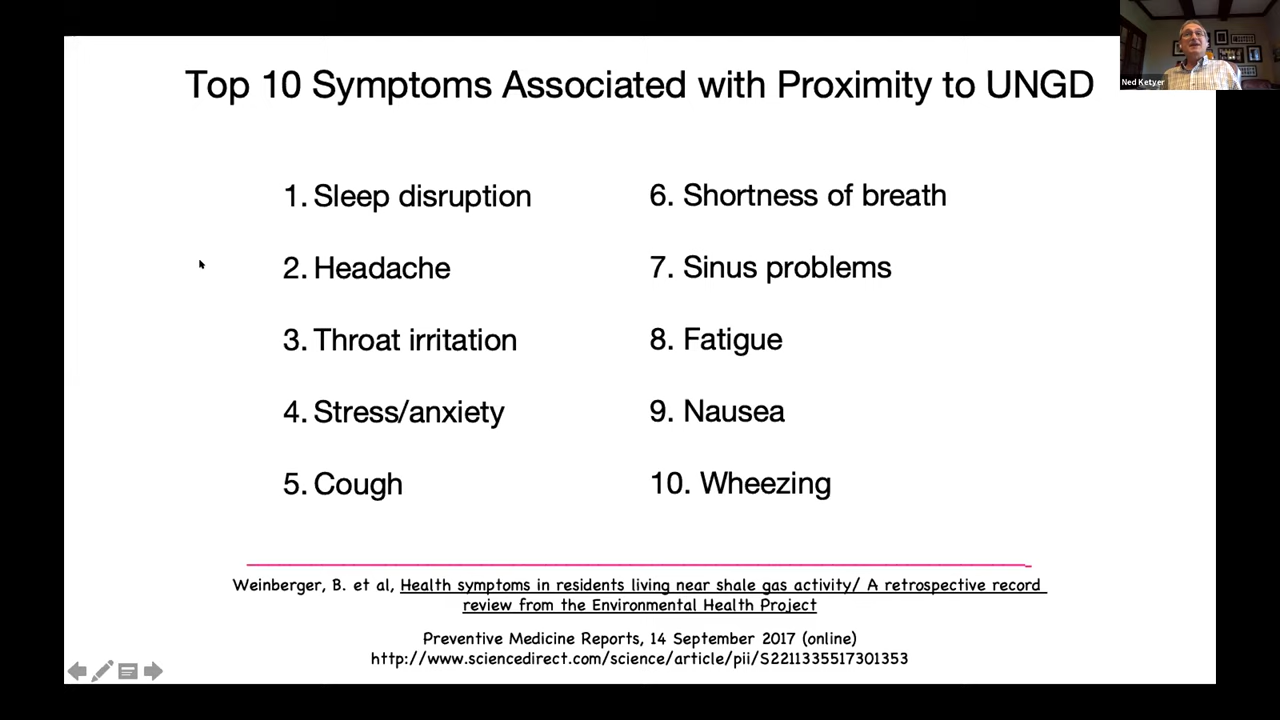 Top 10 Symptoms Associated with Proximity to UNGD
Ned Ketyer
1. Sleep disruption
2. Headache
3. Throat irritation
4. Stress/anxiety
5. Cough
6. Shortness of breath
7. Sinus problems
8. Fatigue
9. Nausea
10. Wheezing
Weinberger, B. et al, Health symptoms in residents living near shale gas activity/ A retrospective record
review from the Environmental Health Project
Preventive Medicine Reports, 14 September 2017 (online)
http://www.sciencedirect.com/science/article/pii/S2211335517301353